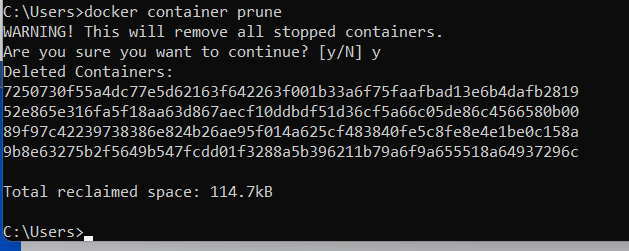 C:\Users>docker container prune
WARNING! This will remove all stopped containers.
Are you sure you want to continue? [y/N] y
Deleted Containers:
7250730f55a4dc77e5d62163f642263f001b33a6f75faafbad13e6b4dafb2819
52e865e316fa5f18aa63d867aecf10ddbdf51d36cf5a66c05de86c4566580b00
89f97c42239738386e824b26ae95f014a625cf483840fe5c8fe8e4e1be0c158a
9b8e63275b2f5649b547fcdd01f3288a5b396211b79a6f9a655518a64937296c
Total reclaimed space: 114.7kB
C:\Users>